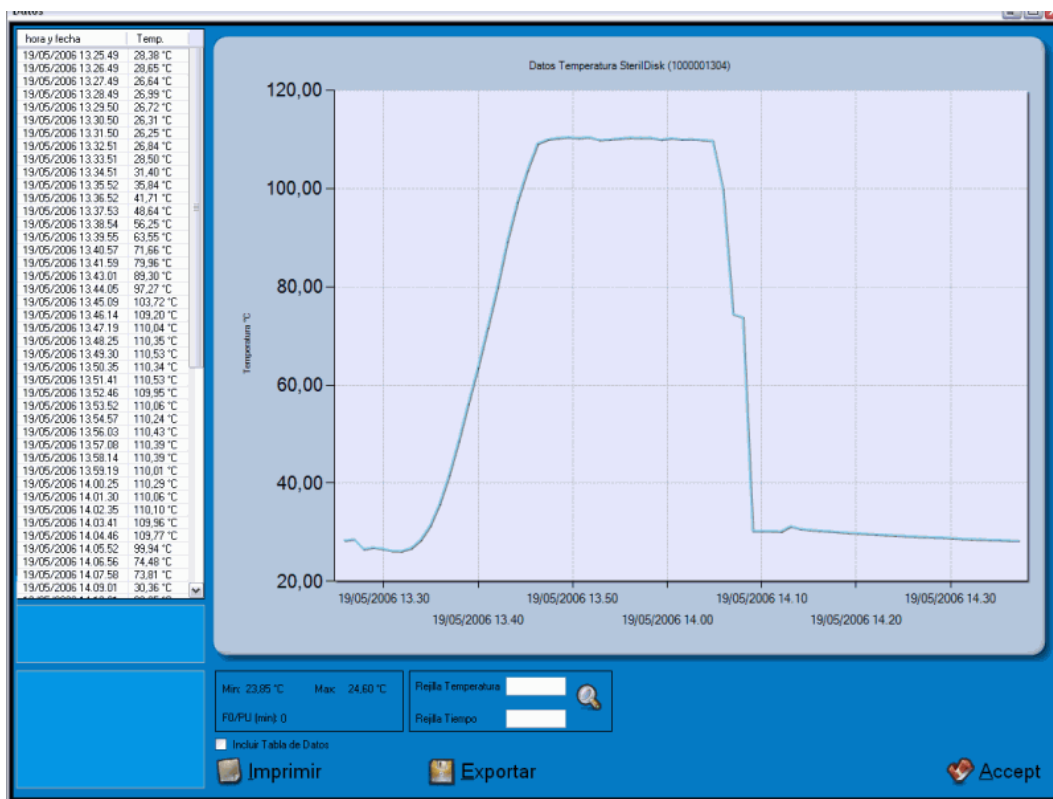 Datos
hora y fecha Temp.
19/05/2006 13.25.49 28,38 °C
19/05/2006 13.26.49 28,65 °C
19/05/2006 13.27.49 26,64 °C
19/05/2006 13.28.49 26,99 °C
19/05/2006 13.29.50 26,72 °C
19/05/2006 13.30.50 26,31 °C
19/05/2006 13.31.50 26,25 °C
19/05/2006 13.32.51 26,84 °C
19/05/2006 13.33.51 28,50 °C
19/05/2006 13.34.51 31,40 °C
19/05/2006 13.35.52 35,84 °C
19/05/2006 13.36.52 41,71 °C
19/05/2006 13.37.53 48,64 °C
19/05/2006 13.38.54 56,25 °C
19/05/2006 13.39.55 63,55 °C
19/05/2006 13.40.57 71,66 °C
19/05/2006 13.41.59 79,96 °C
19/05/2006 13.43.01 89,30 °C
19/05/2006 13.44.05 97,27 °C
19/05/2006 13.45.09 103,72 °C
19/05/2006 13.46.14 109,20 °C
19/05/2006 13.47.19 110,04 °C
19/05/2006 13.48.25 110,35 °C
19/05/2006 13.49.30 110,53 °C
19/05/2006 13.50.35 110,34 °C
19/05/2006 13.51.41 110,53 °C
19/05/2006 13.52.46 109,95 °C
19/05/2006 13.53.52 110,06 °C
19/05/2006 13.54.57 110,24 °C
19/05/2006 13.56.03 110,43 °C
19/05/2006 13.57.08 110,39 °C
19/05/2006 13.58.14 110,39 °C
19/05/2006 13.59.19 110,01 °C
19/05/2006 14.00.25 110,29 °C
19/05/2006 14.01.30 110,06 °C
19/05/2006 14.02.35 110,10 °C
19/05/2006 14.03.41 109,96 °C
19/05/2006 14.04.46 109,77 °C
19/05/2006 14.05.52 99,94 °C
19/05/2006 14.06.56 74,48 °C
19/05/2006 14.07.58 73,81 °C
19/05/2006 14.09.01 30,36 °C
Datos Temperatura SterilDisk (1000001304)
120,00
100,00
80,00
60,00
40,00
20,00
Temperatura °C
19/05/2006 13.30 19/05/2006 13.50 19/05/2006 14.10 19/05/2006 14.30
19/05/2006 13.40 19/05/2006 14.00 19/05/2006 14.20
Min: 23,85 °C Max: 24,60 °C
F0/PU (min): 0
Rejilla Temperatura
Rejilla Tiempo
Incluir Tabla de Datos
Imprimir Exportar Accept